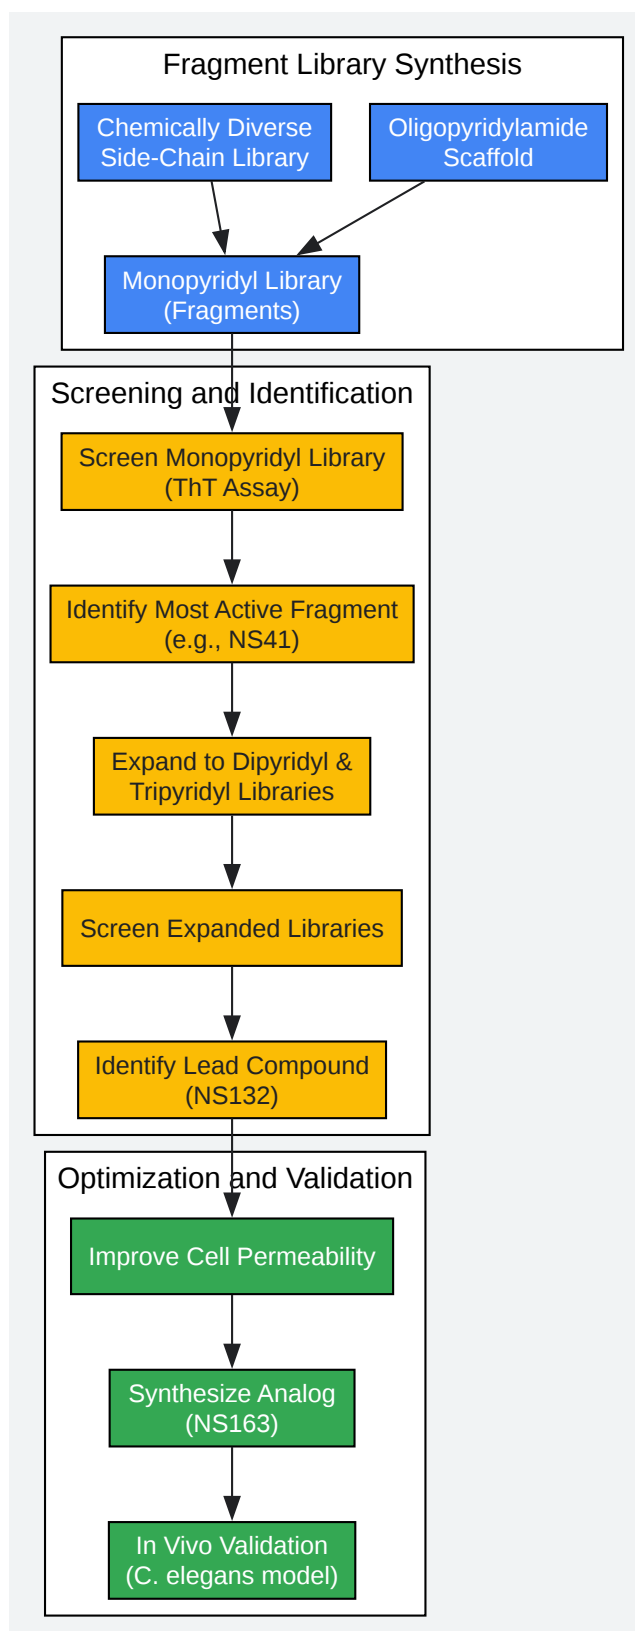 Fragment Library Synthesis
Chemically Diverse
Side-Chain Library
Oligopyridylamide
Scaffold
Monopyridyl Library
(Fragments)
Screening and Identification
Screen Monopyridyl Library
(ThT Assay)
Identify Most Active Fragment
(e.g., NS41)
Expand to Dipyridyl &
Tripyridyl Libraries
Screen Expanded Libraries
Identify Lead Compound
(NS132)
Optimization and Validation
Improve Cell Permeability
Synthesize Analog
(NS163)
In Vivo Validation
(C. elegans model)